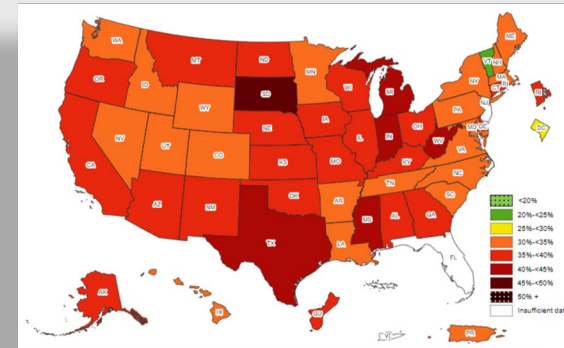 WA
MT
ND
MN
ME
OR
ID
SD
WI
MI
VT
NH
NY
MA
CT
RI
WY
IA
NE
PA
NJ
NV
UT
CO
IL
IN
OH
MD
DE
DC
WV
VA
CA
KS
MO
KY
NC
AZ
NM
OK
AR
TN
SC
TX
LA
MS
AL
GA
FL
AK
HI
GU
VI
PR
<20%
20%-<25%
25%-<30%
30%-<35%
35%-<40%
40%-<45%
45%-<50%
50% +
Insufficient dat